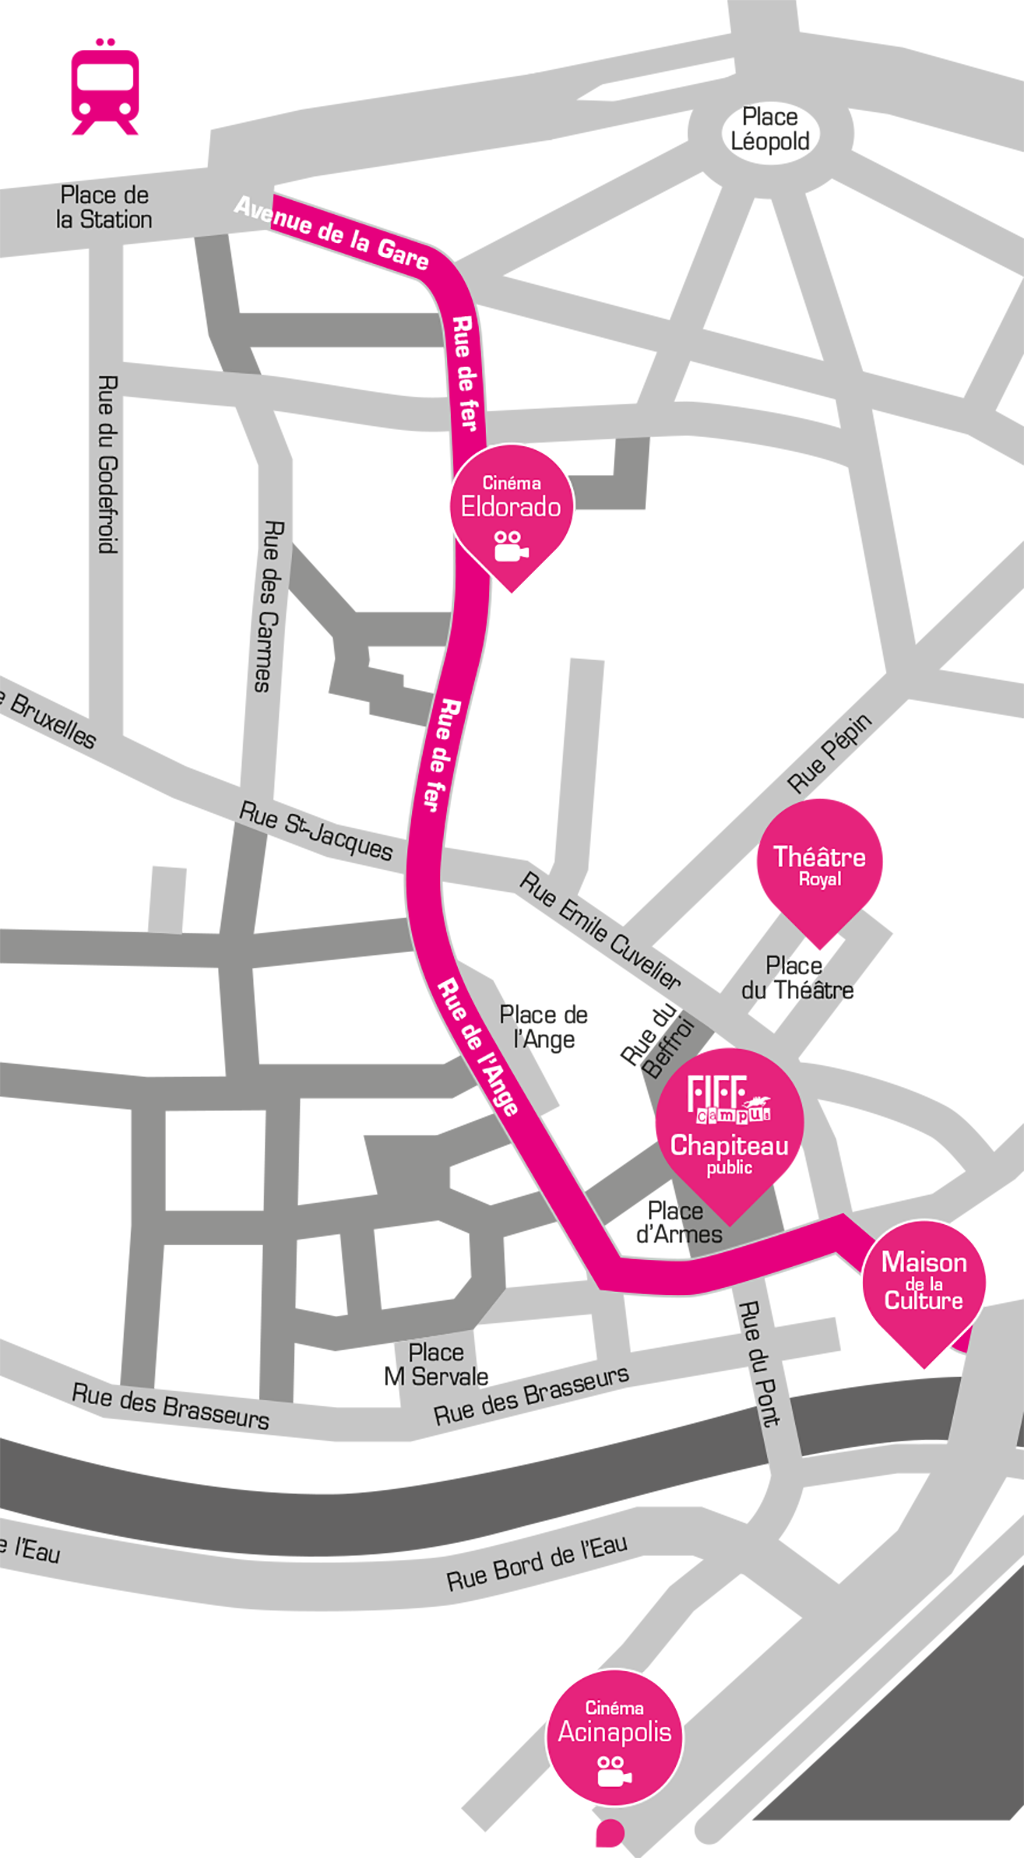 Place
Léopold
Place de
la Station
Avenue de la Gare
Rue de fer
Rue du Godefroid
Cinéma
Eldorado
Rue des Carmes
e Bruxelles
Rue de fer
Rue Pépin
Rue St-Jacques
Théâtre
Royal
Rue Emile Cuvelier
Place
du Théâtre
Rue de l'Ange
Place de
l'Ange
Rue du
Beffroi
FIFF
campus
Chapiteau
public
Place
d'Armes
Maison
de la
Culture
Rue du Pont
Place
M Servale
Rue des Brasseurs
Rue des Brasseurs
e l'Eau
Rue Bord de l'Eau
Cinéma
Acinapolis